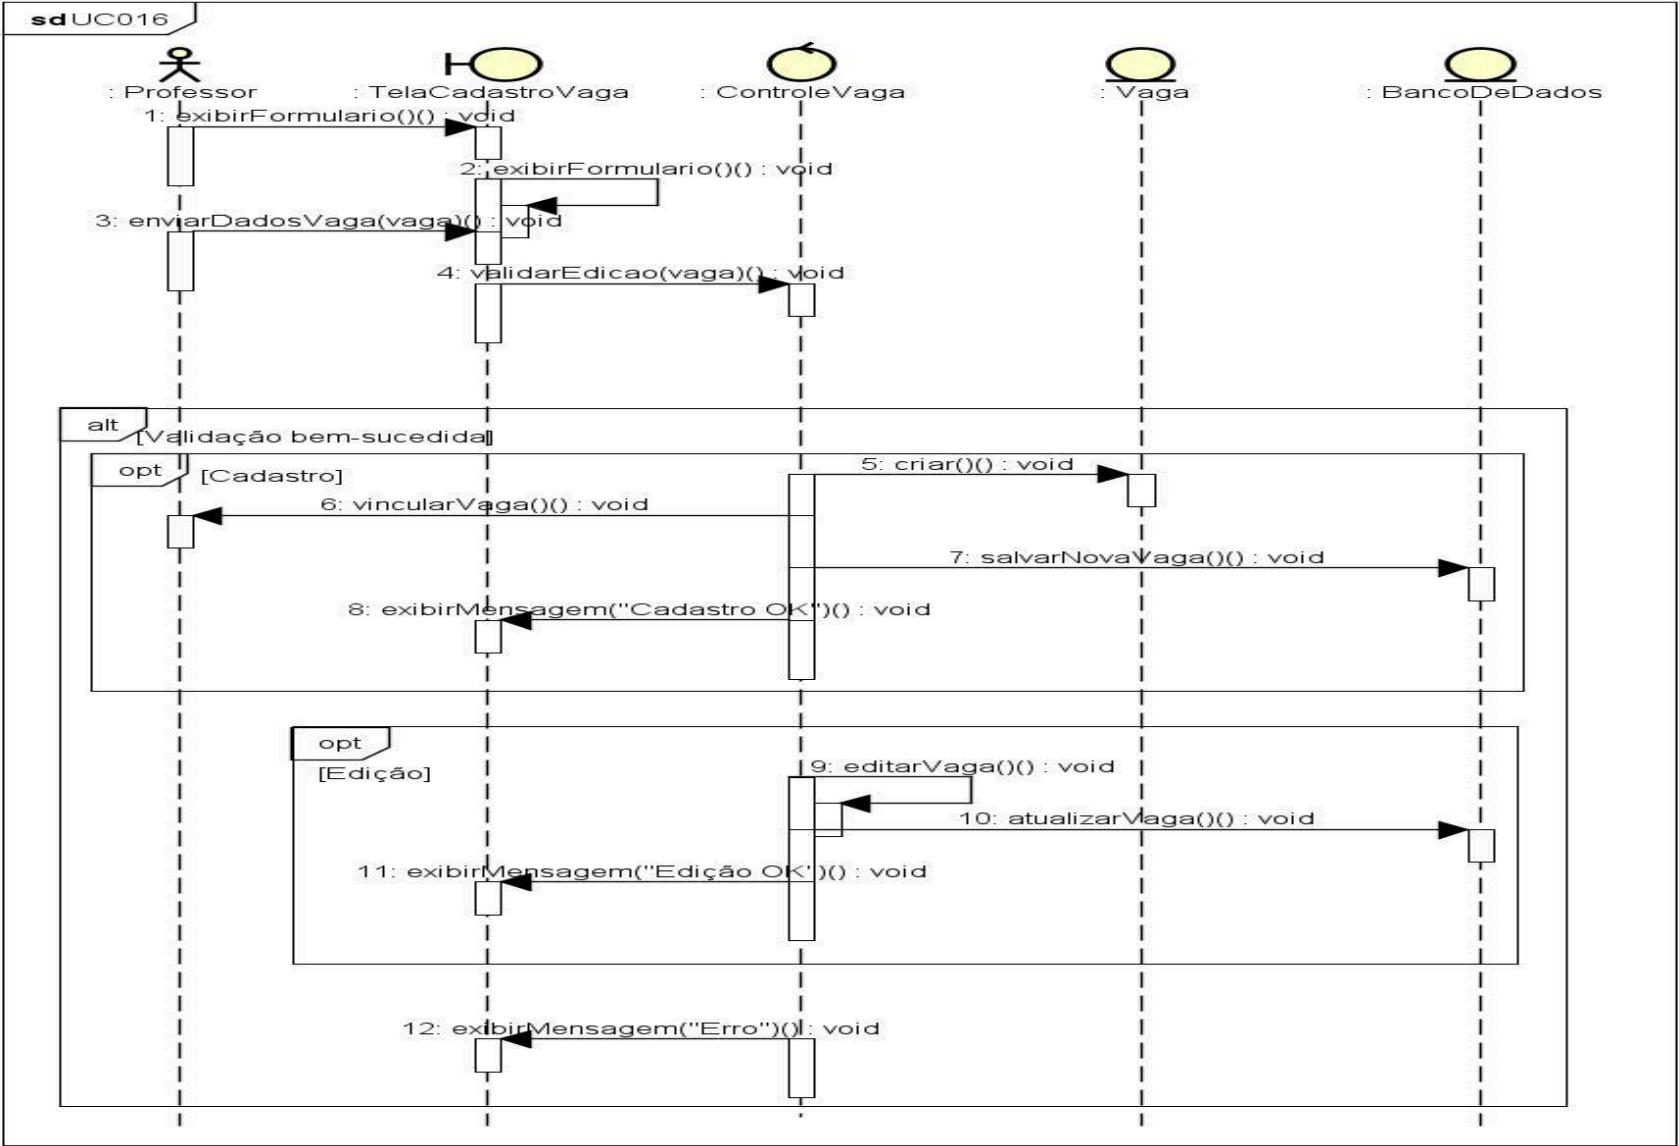 sd UC016
: Professor
: TelaCadastroVaga
: ControleVaga
: Vaga
: BancoDeDados
1: exibirFormulario()() : void
2: exibirFormulario()() : void
3: enviarDadosVaga(vaga)() : void
4: validarEdicao(vaga)() : void
alt
[Validação bem-sucedida]
opt
[Cadastro]
5: criar()() : void
6: vincularVaga()() : void
7: salvarNovaVaga()() : void
8: exibirMensagem("Cadastro OK")() : void
opt
[Edição]
9: editarVaga()() : void
10: atualizarVaga()() : void
11: exibirMensagem("Edição OK")() : void
12: exibirMensagem("Erro")() : void